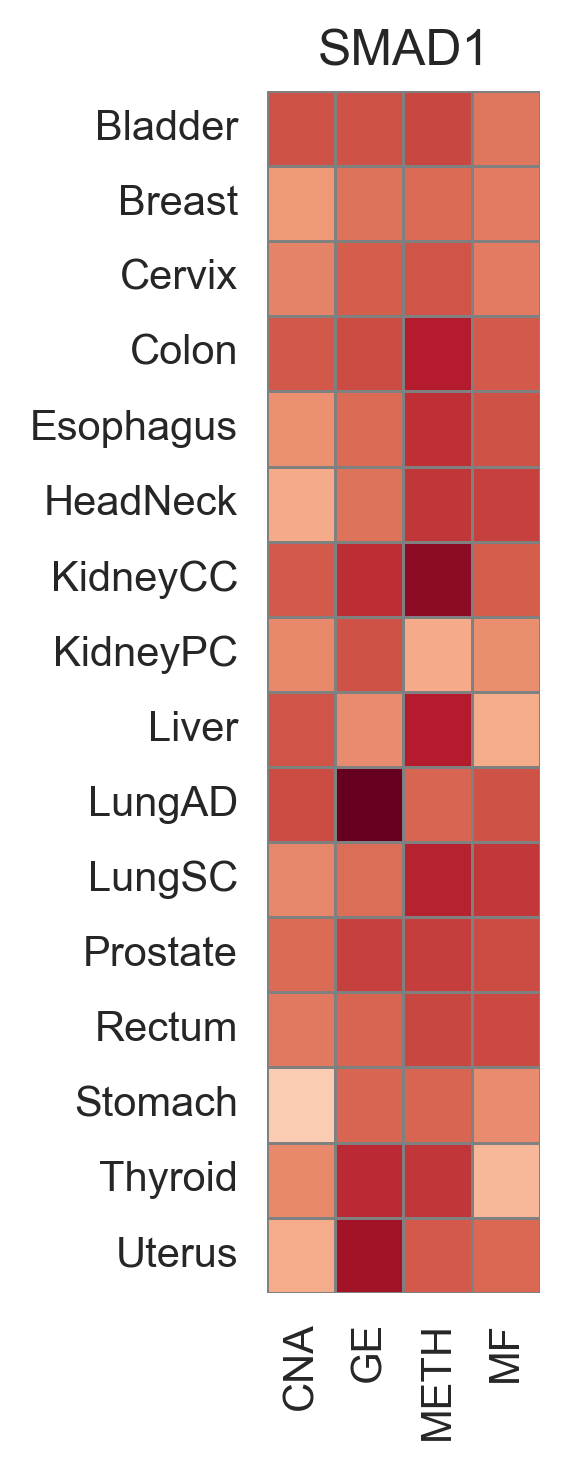 SMAD1
Bladder
Breast
Cervix
Colon
Esophagus
HeadNeck
KidneyCC
KidneyPC
Liver
LungAD
LungSC
Prostate
Rectum
Stomach
Thyroid
Uterus
CNA GE METH MF